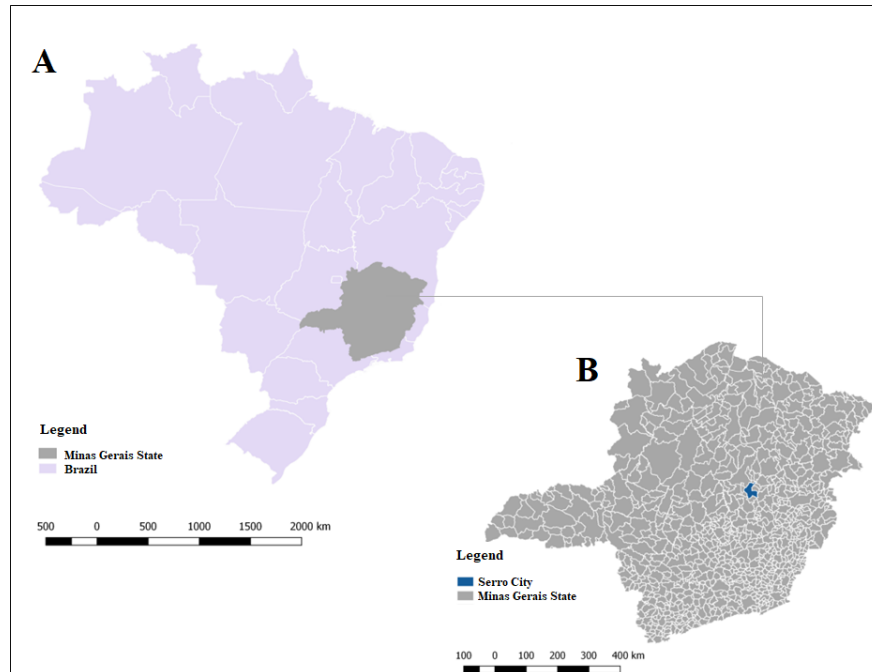 A
Legend
Minas Gerais State
Brazil
500 0 500 1000 1500 2000 km
B
Legend
Serro City
Minas Gerais State
100 0 100 200 300 400 km